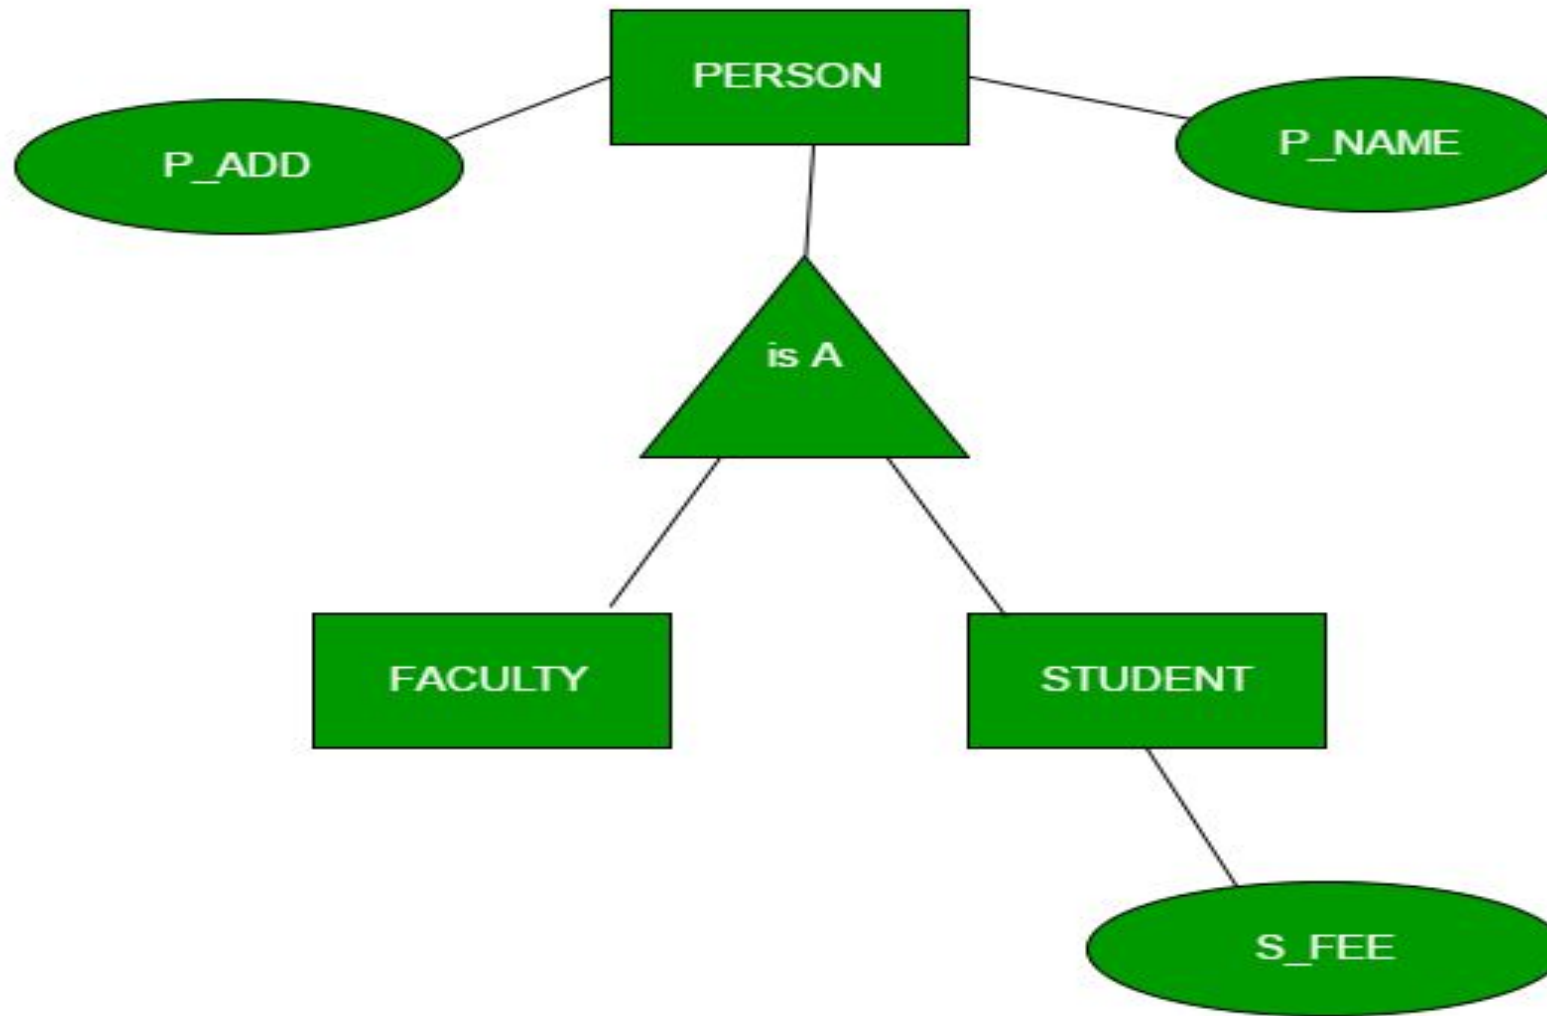 PERSON
P_ADD
P_NAME
is A
FACULTY
STUDENT
S_FEE